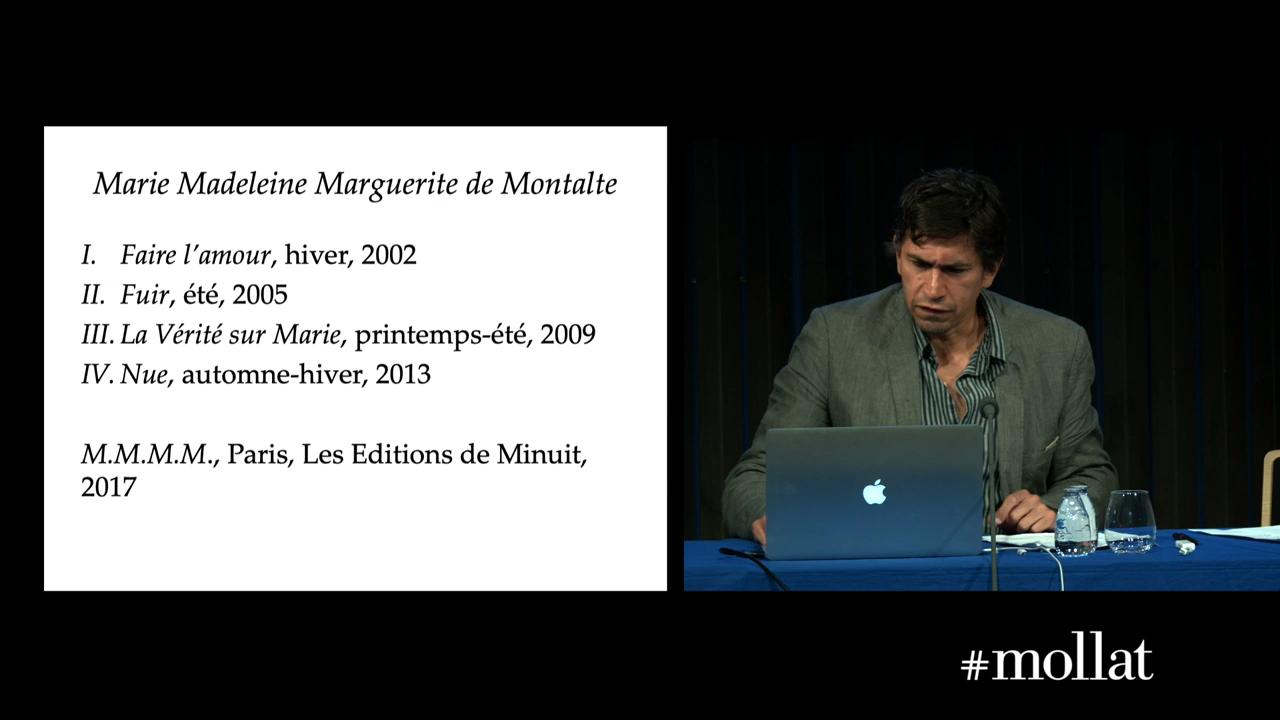 Marie Madeleine Marguerite de Montalte
I. Faire l'amour, hiver, 2002
II. Fuir, été, 2005
III. La Vérité sur Marie, printemps-été, 2009
IV. Nue, automne-hiver, 2013
M.M.M.M., Paris, Les Editions de Minuit,
2017
#mollat